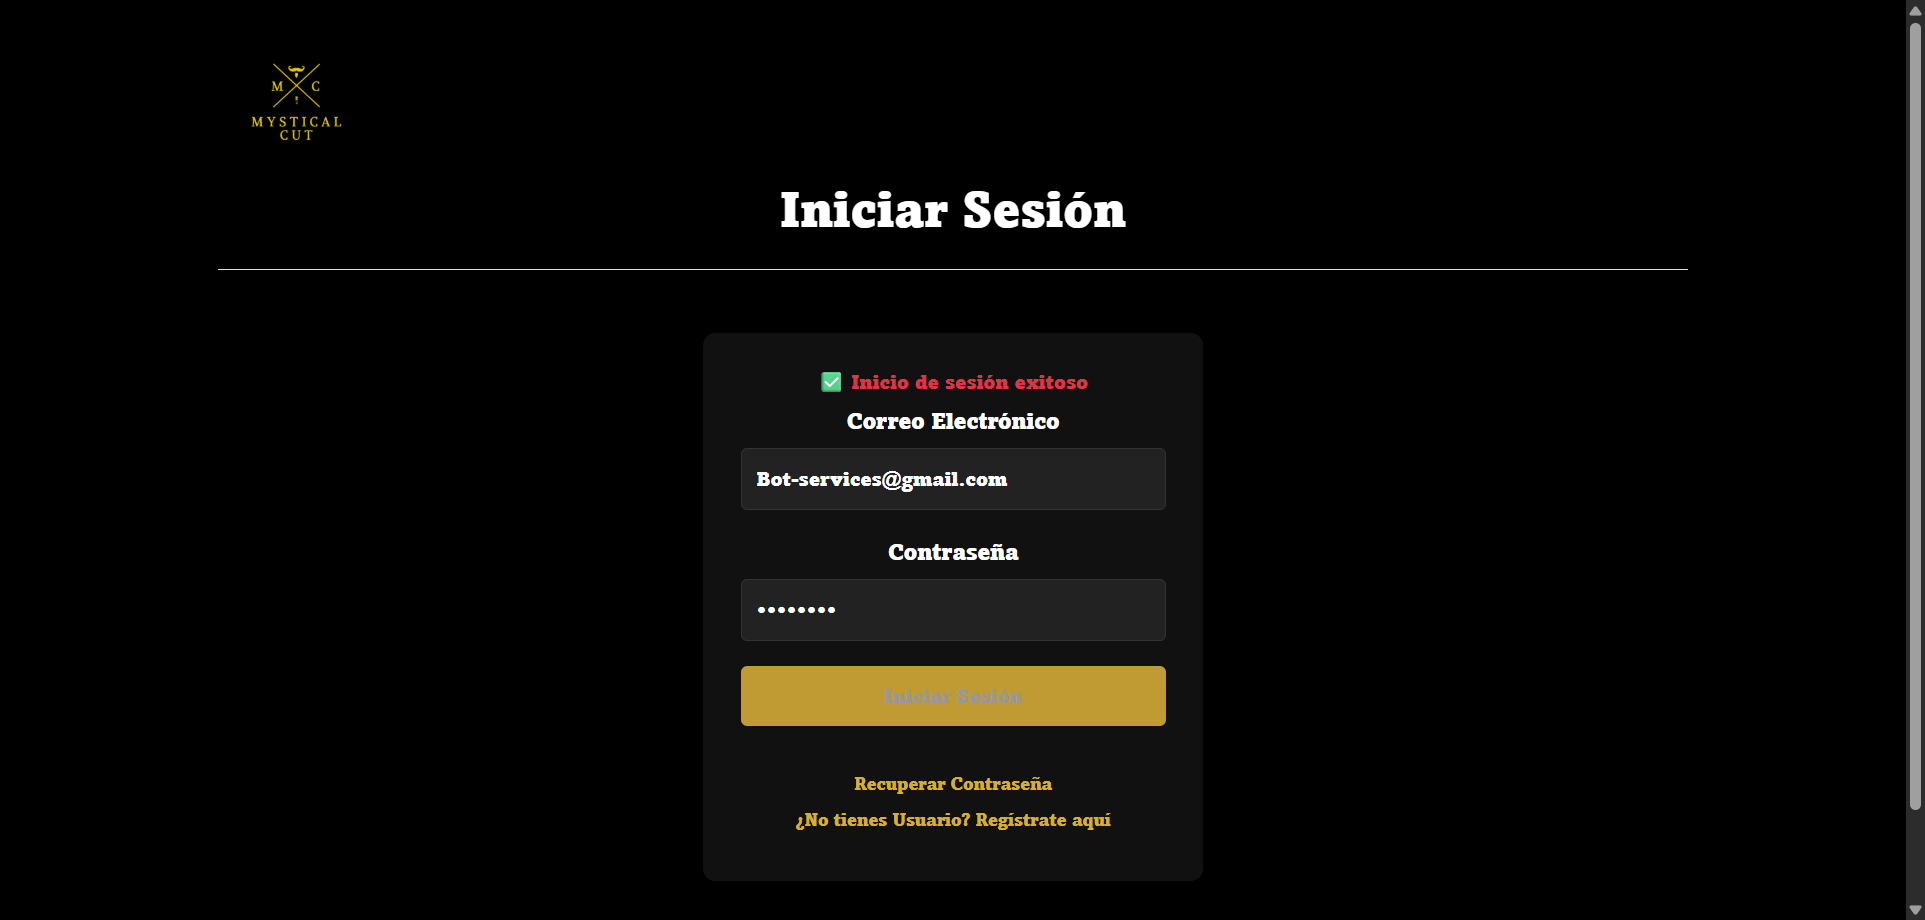 M C
MYSTICAL
CUT
Iniciar Sesión
✅ Inicio de sesión exitoso
Correo Electrónico
Bot-services@gmail.com
Contraseña
••••••••
Iniciar Sesión
Recuperar Contraseña
¿No tienes Usuario? Regístrate aquí